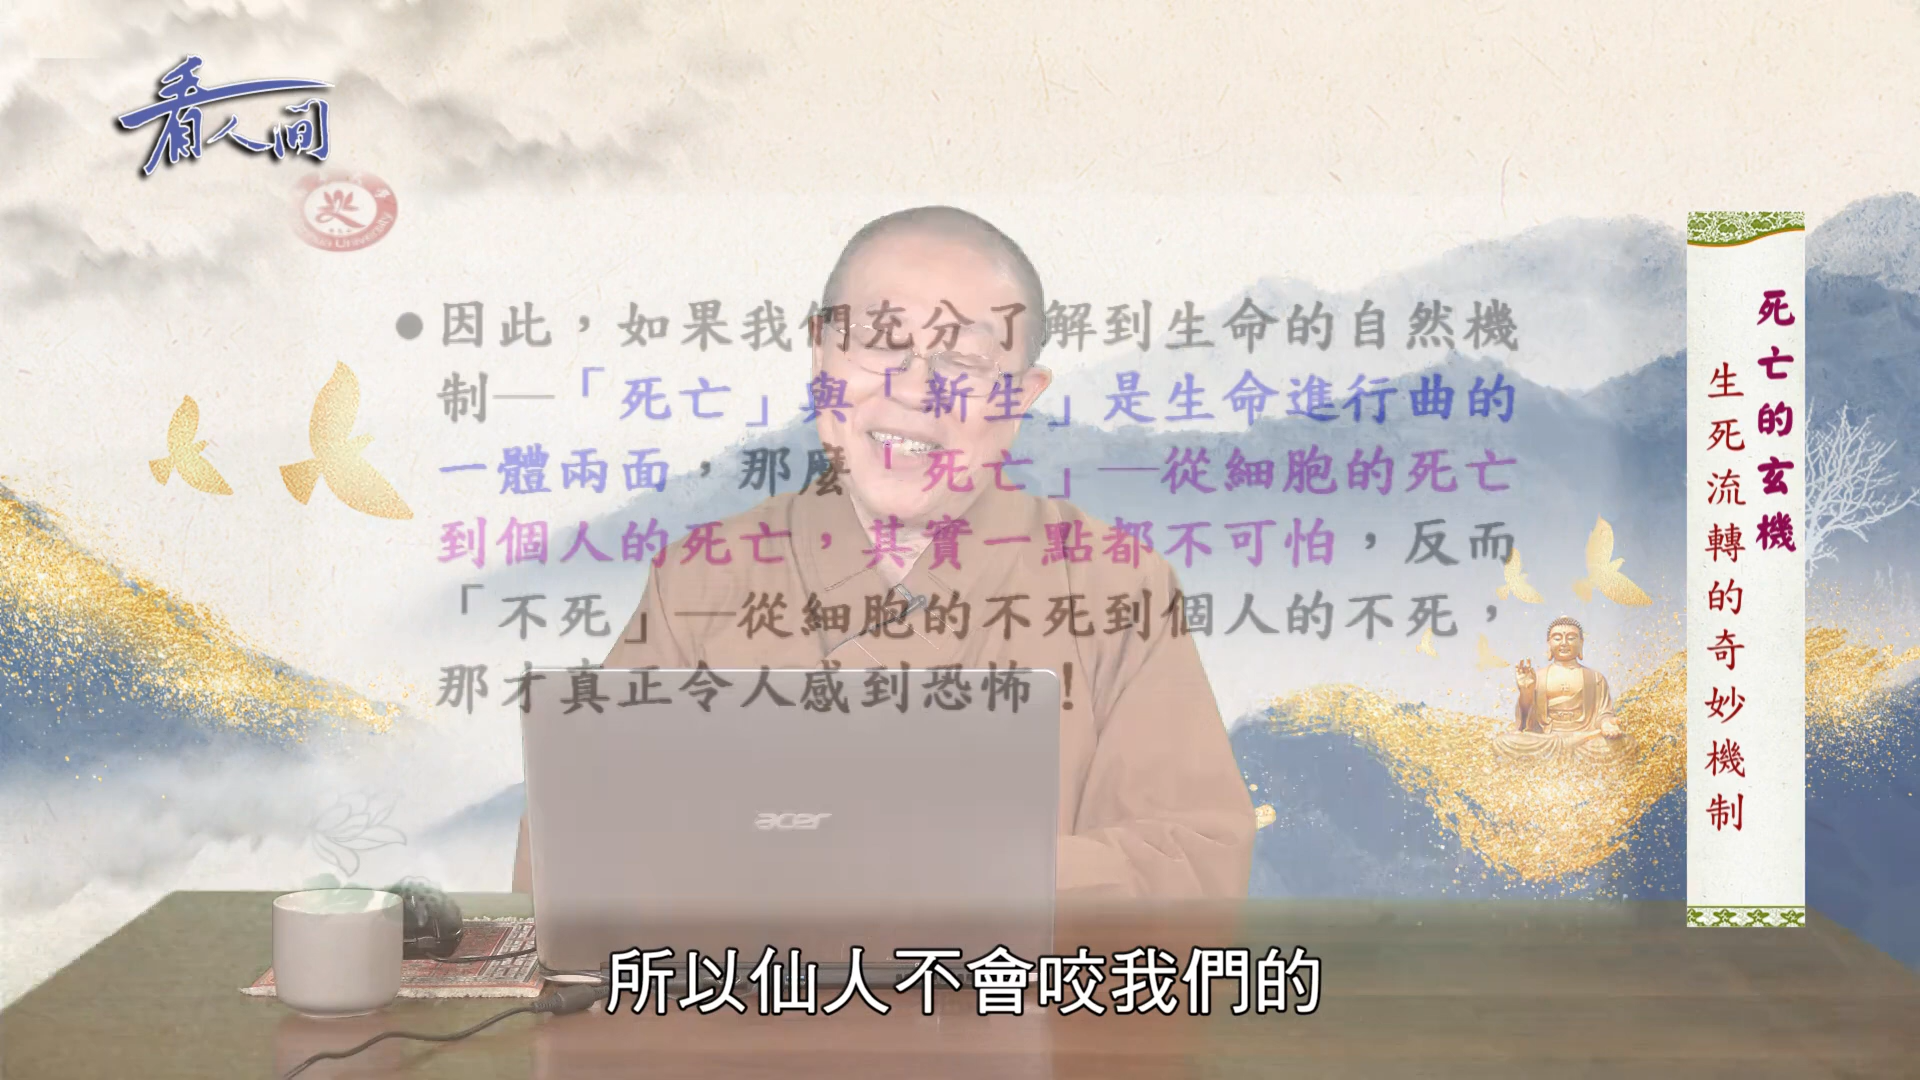 看人間
University
●因此,如果我們充分了解到生命的自然機
制—「死亡」與「新生」是生命進行曲的
一體兩面,那麼「死亡」—從細胞的死亡
到個人的死亡,其實一點都不可怕,反而
「不死」—從細胞的不死到個人的不死,
那才真正令人感到恐怖!
死亡的玄機
生死流轉的奇妙機制
acer
所以仙人不會咬我們的